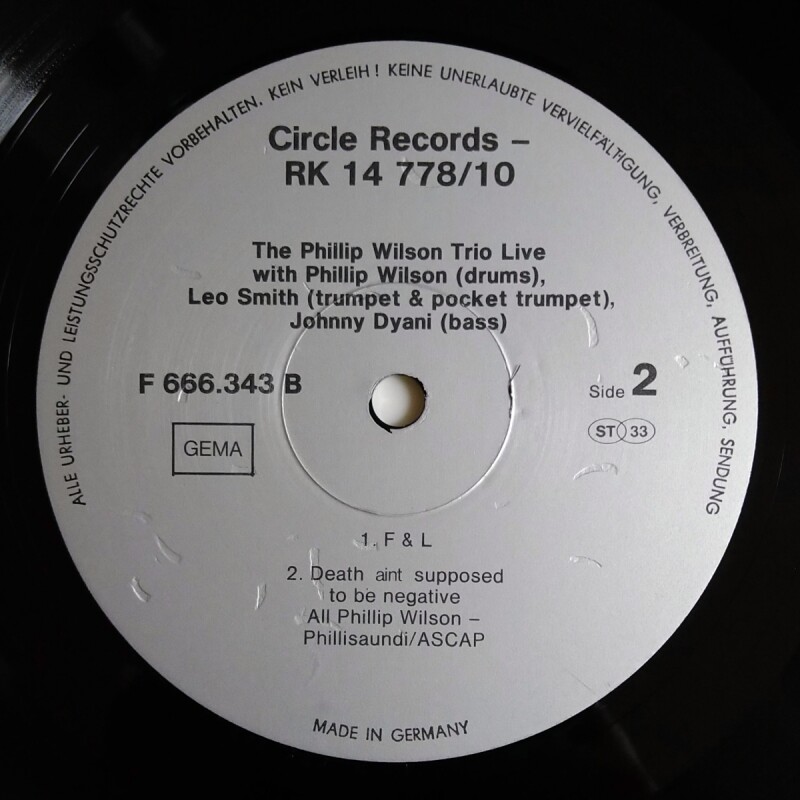 ALLE URHEBER- UND LEISTUNGSSCHUTZRECHTE VORBEHALTEN. KEIN VERLEIH! KEINE UNERLAUBTE VERVIELFÄLTIGUNG, VERBREITUNG, AUFFÜHRUNG, SENDUNG
Circle Records –
RK 14 778/10
The Phillip Wilson Trio Live
with Phillip Wilson (drums),
Leo Smith (trumpet & pocket trumpet),
Johnny Dyani (bass)
F 666.343 B
Side 2
GEMA
ST 33
1. F & L
2. Death aint supposed
to be negative
All Phillip Wilson –
Phillisaundi/ASCAP
MADE IN GERMANY